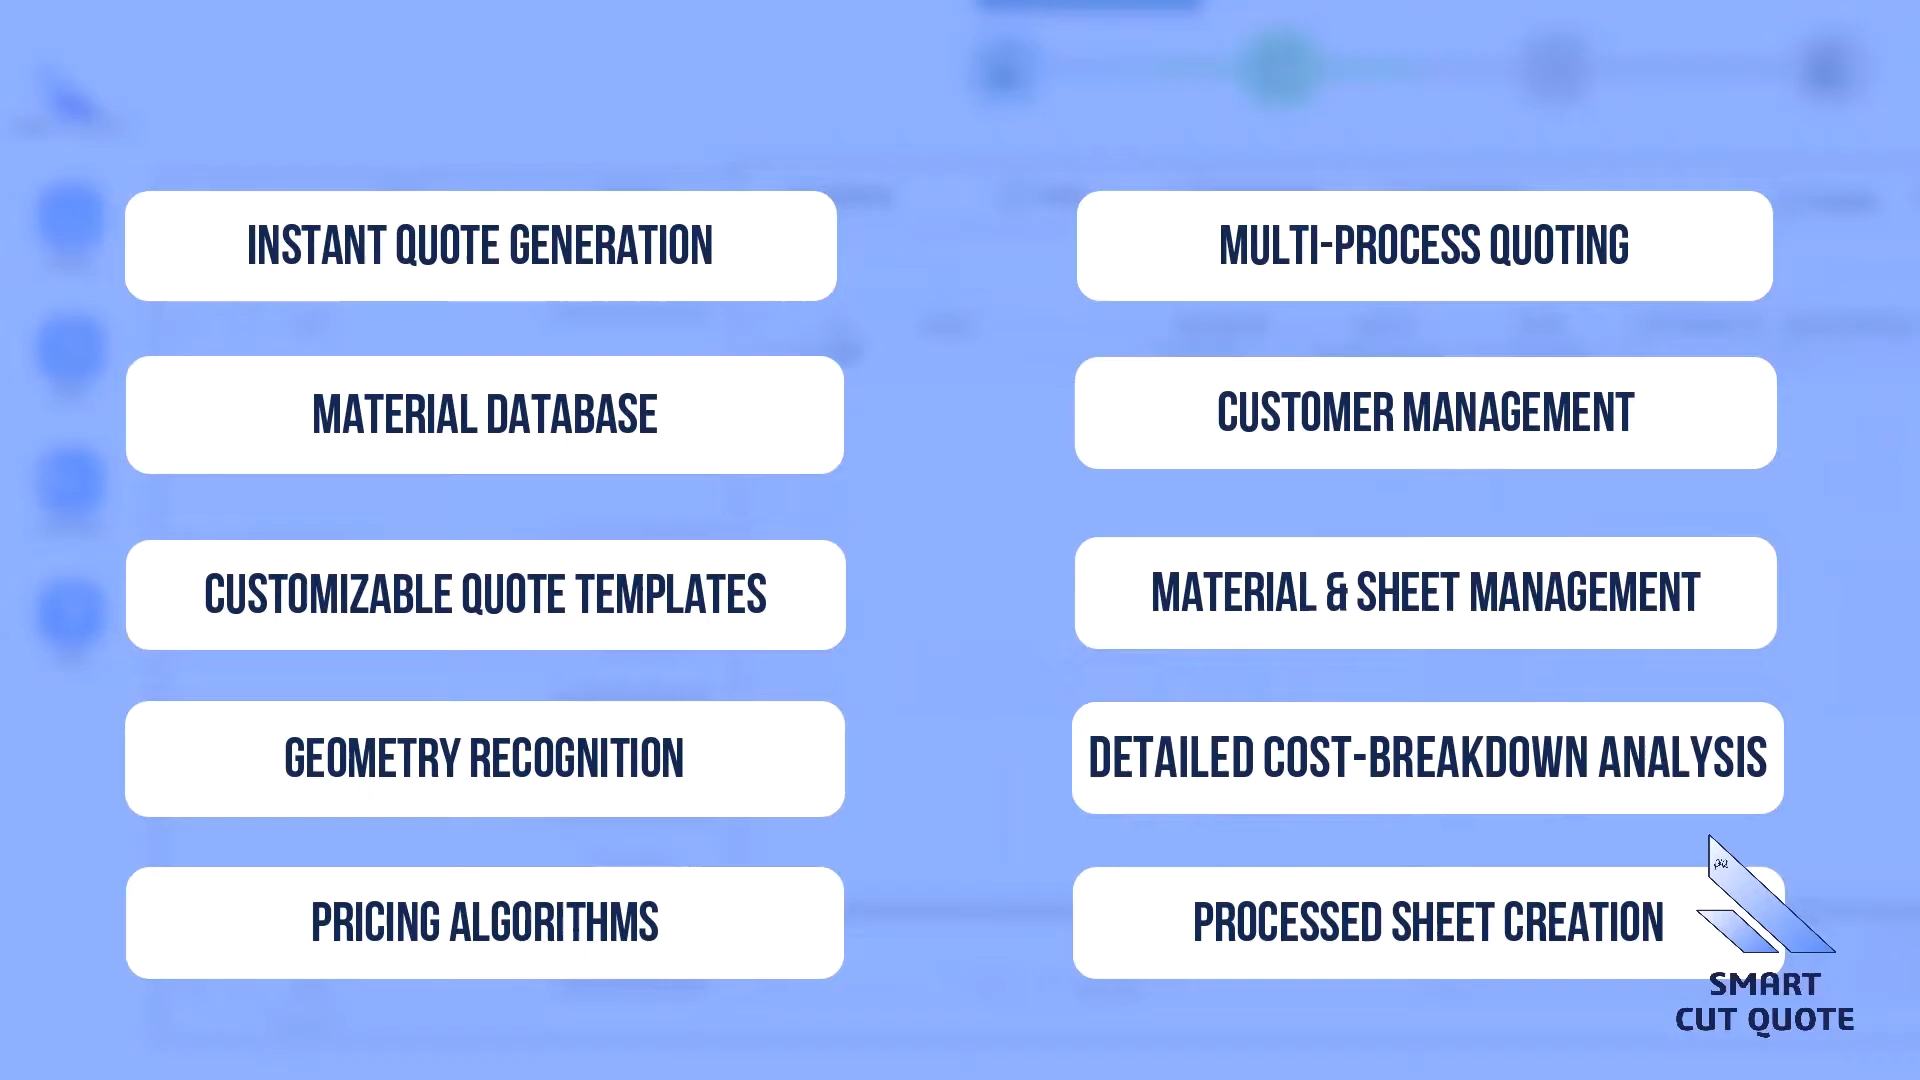 INSTANT QUOTE GENERATION
MULTI-PROCESS QUOTING
MATERIAL DATABASE
CUSTOMER MANAGEMENT
CUSTOMIZABLE QUOTE TEMPLATES
MATERIAL & SHEET MANAGEMENT
GEOMETRY RECOGNITION
DETAILED COST-BREAKDOWN ANALYSIS
PRICING ALGORITHMS
PROCESSED SHEET CREATION
SMART
CUT QUOTE